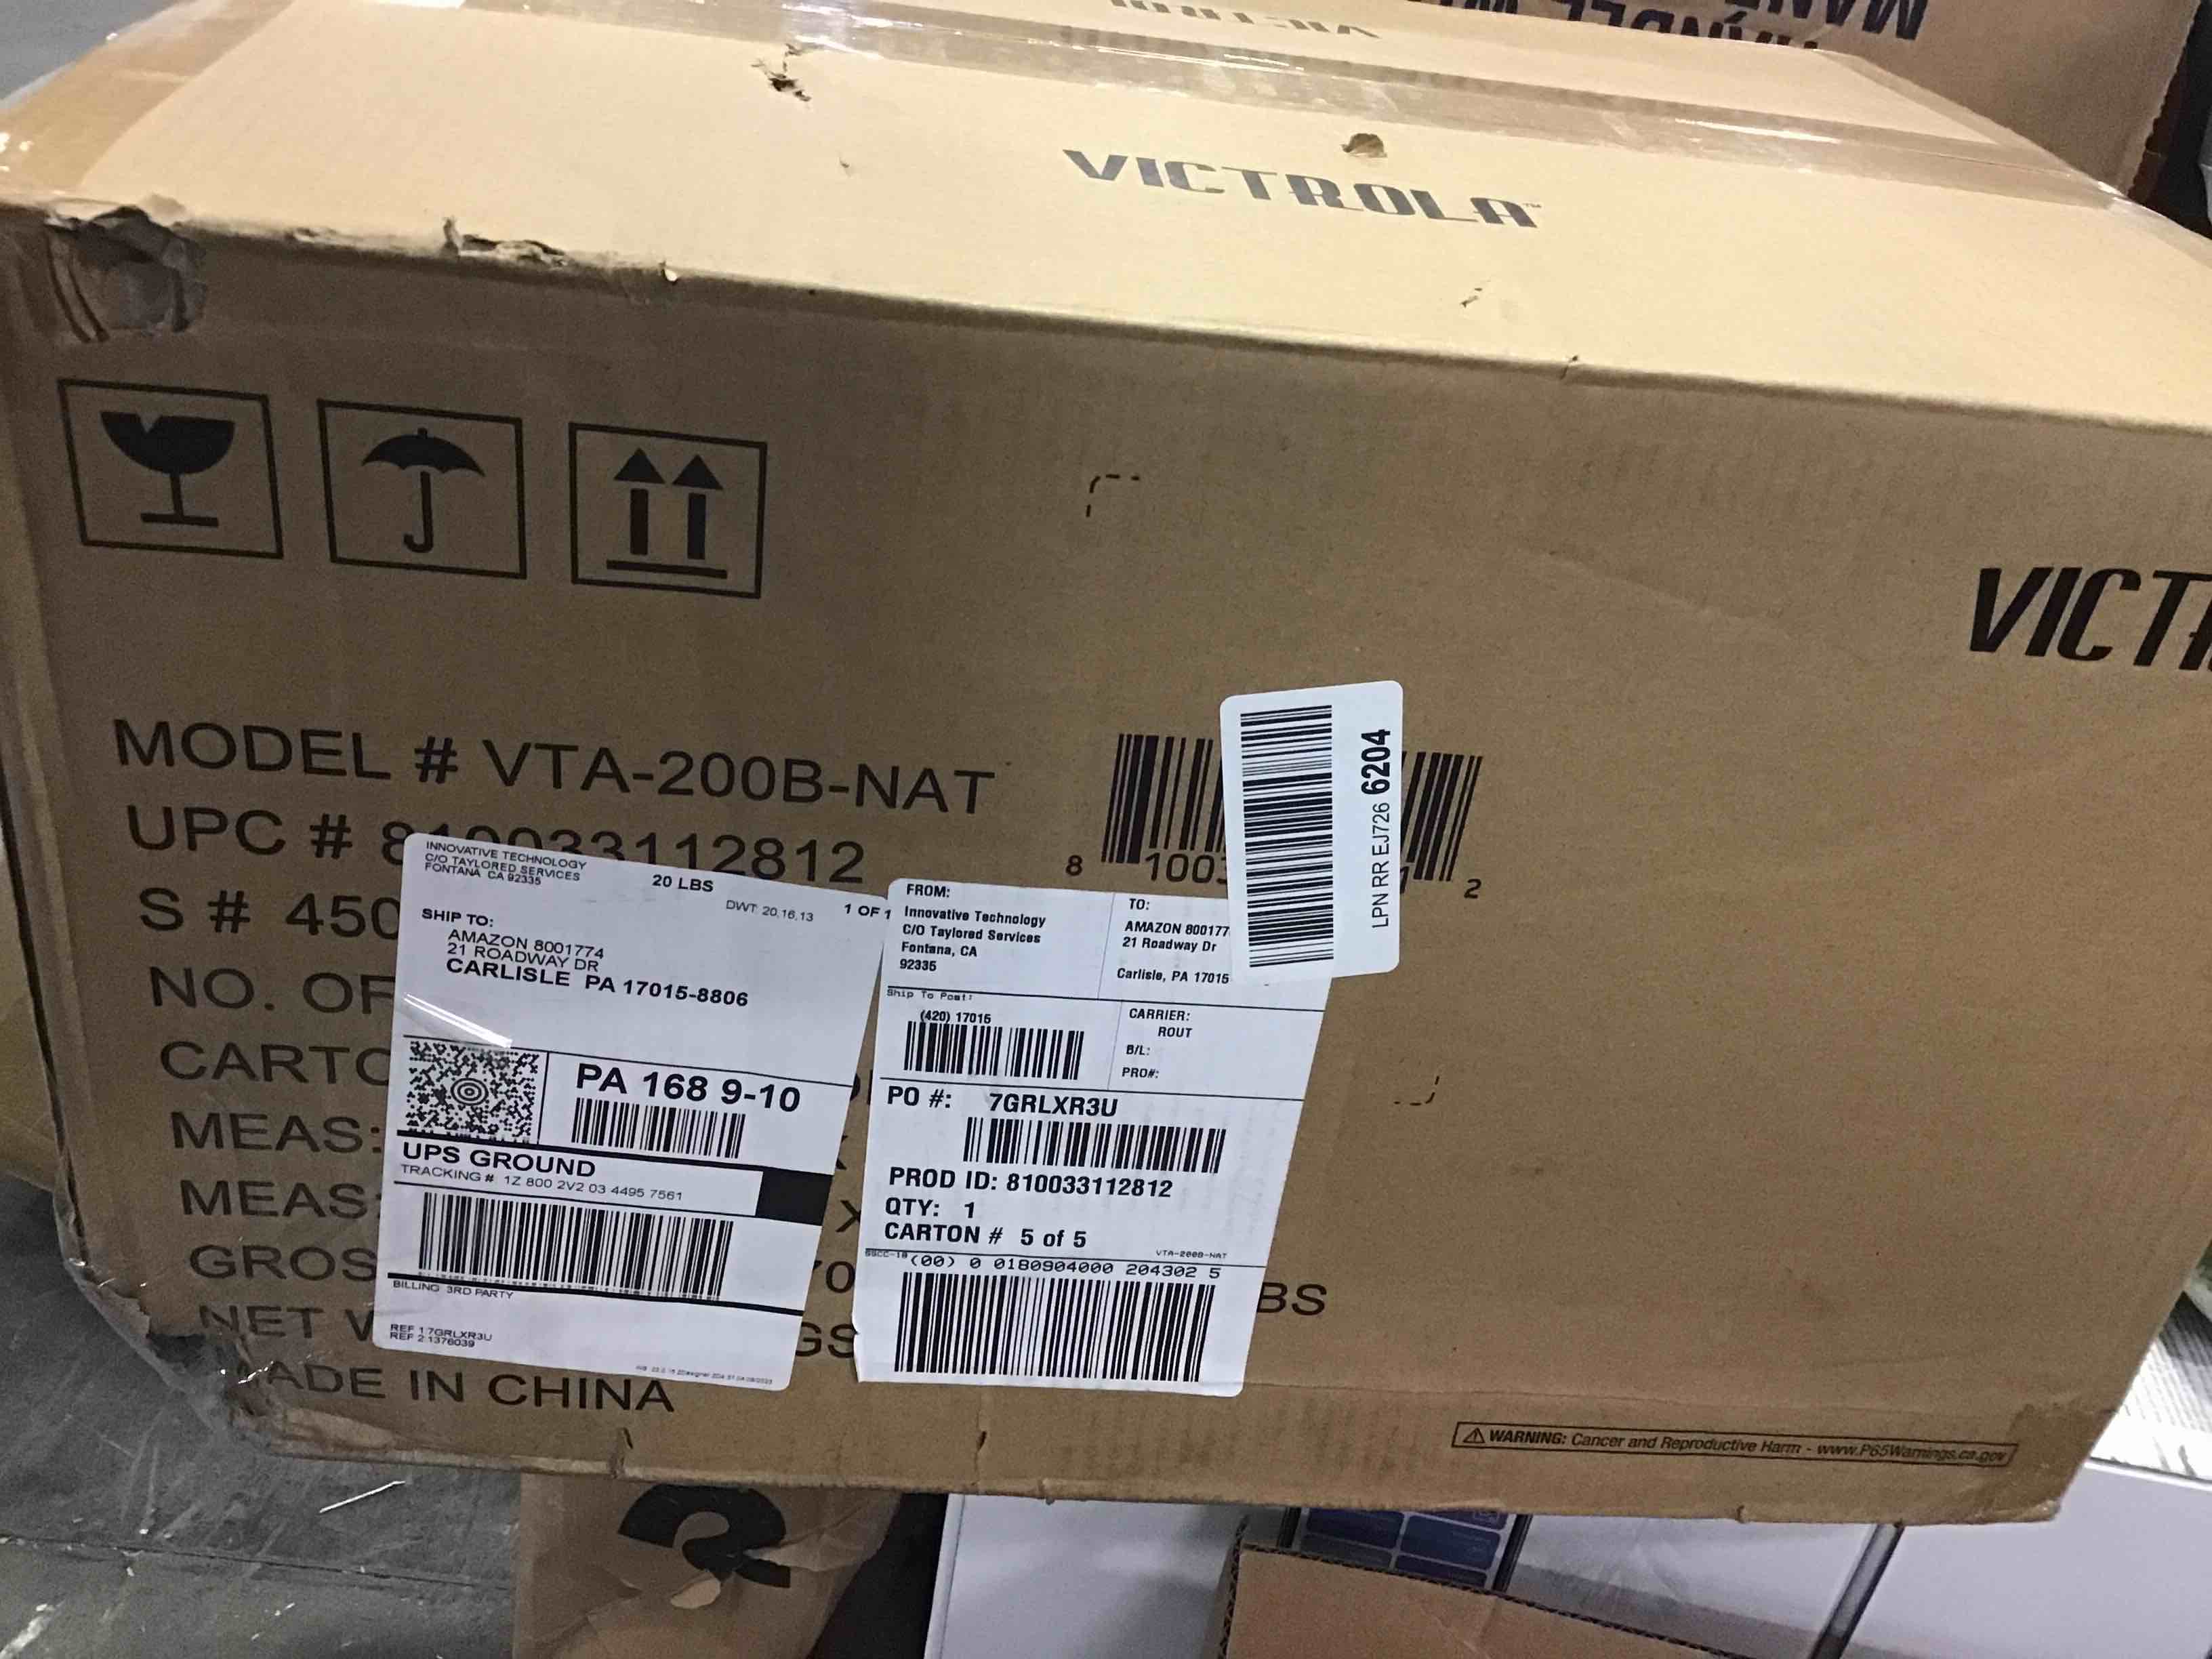 VICTROLA
VICTROLA™
VICTR
MODEL # VTA-200B-NAT
UPC # 810033112812
S # 450
NO. OF
CARTO
MEAS:
MEAS:
GROS
BS
NET W
GS
MADE IN CHINA
8 1003
2
LPN RR EJ726 6204
INNOVATIVE TECHNOLOGY
C/O TAYLORED SERVICES
FONTANA CA 92335
20 LBS
1 OF 1
DWT: 20,16,13
SHIP TO:
AMAZON 8001774
21 ROADWAY DR
CARLISLE PA 17015-8806
PA 168 9-10
UPS GROUND
TRACKING # 1Z 800 2V2 03 4495 7561
BILLING 3RD PARTY
REF 1 7GRLXR3U
REF 2 1376039
FROM:
Innovative Technology
C/O Taylored Services
Fontana, CA
92335
TO:
AMAZON 800177
21 Roadway Dr
Carlisle, PA 17015
Ship To Post:
(420) 17015
CARRIER:
ROUT
B/L:
PRO#:
PO #: 7GRLXR3U
PROD ID: 810033112812
QTY: 1
CARTON # 5 of 5
VTA-200B-NAT
SSCC-18 (00) 0 0180904000 204302 5
WARNING: Cancer and Reproductive Harm - www.P65Warnings.ca.gov